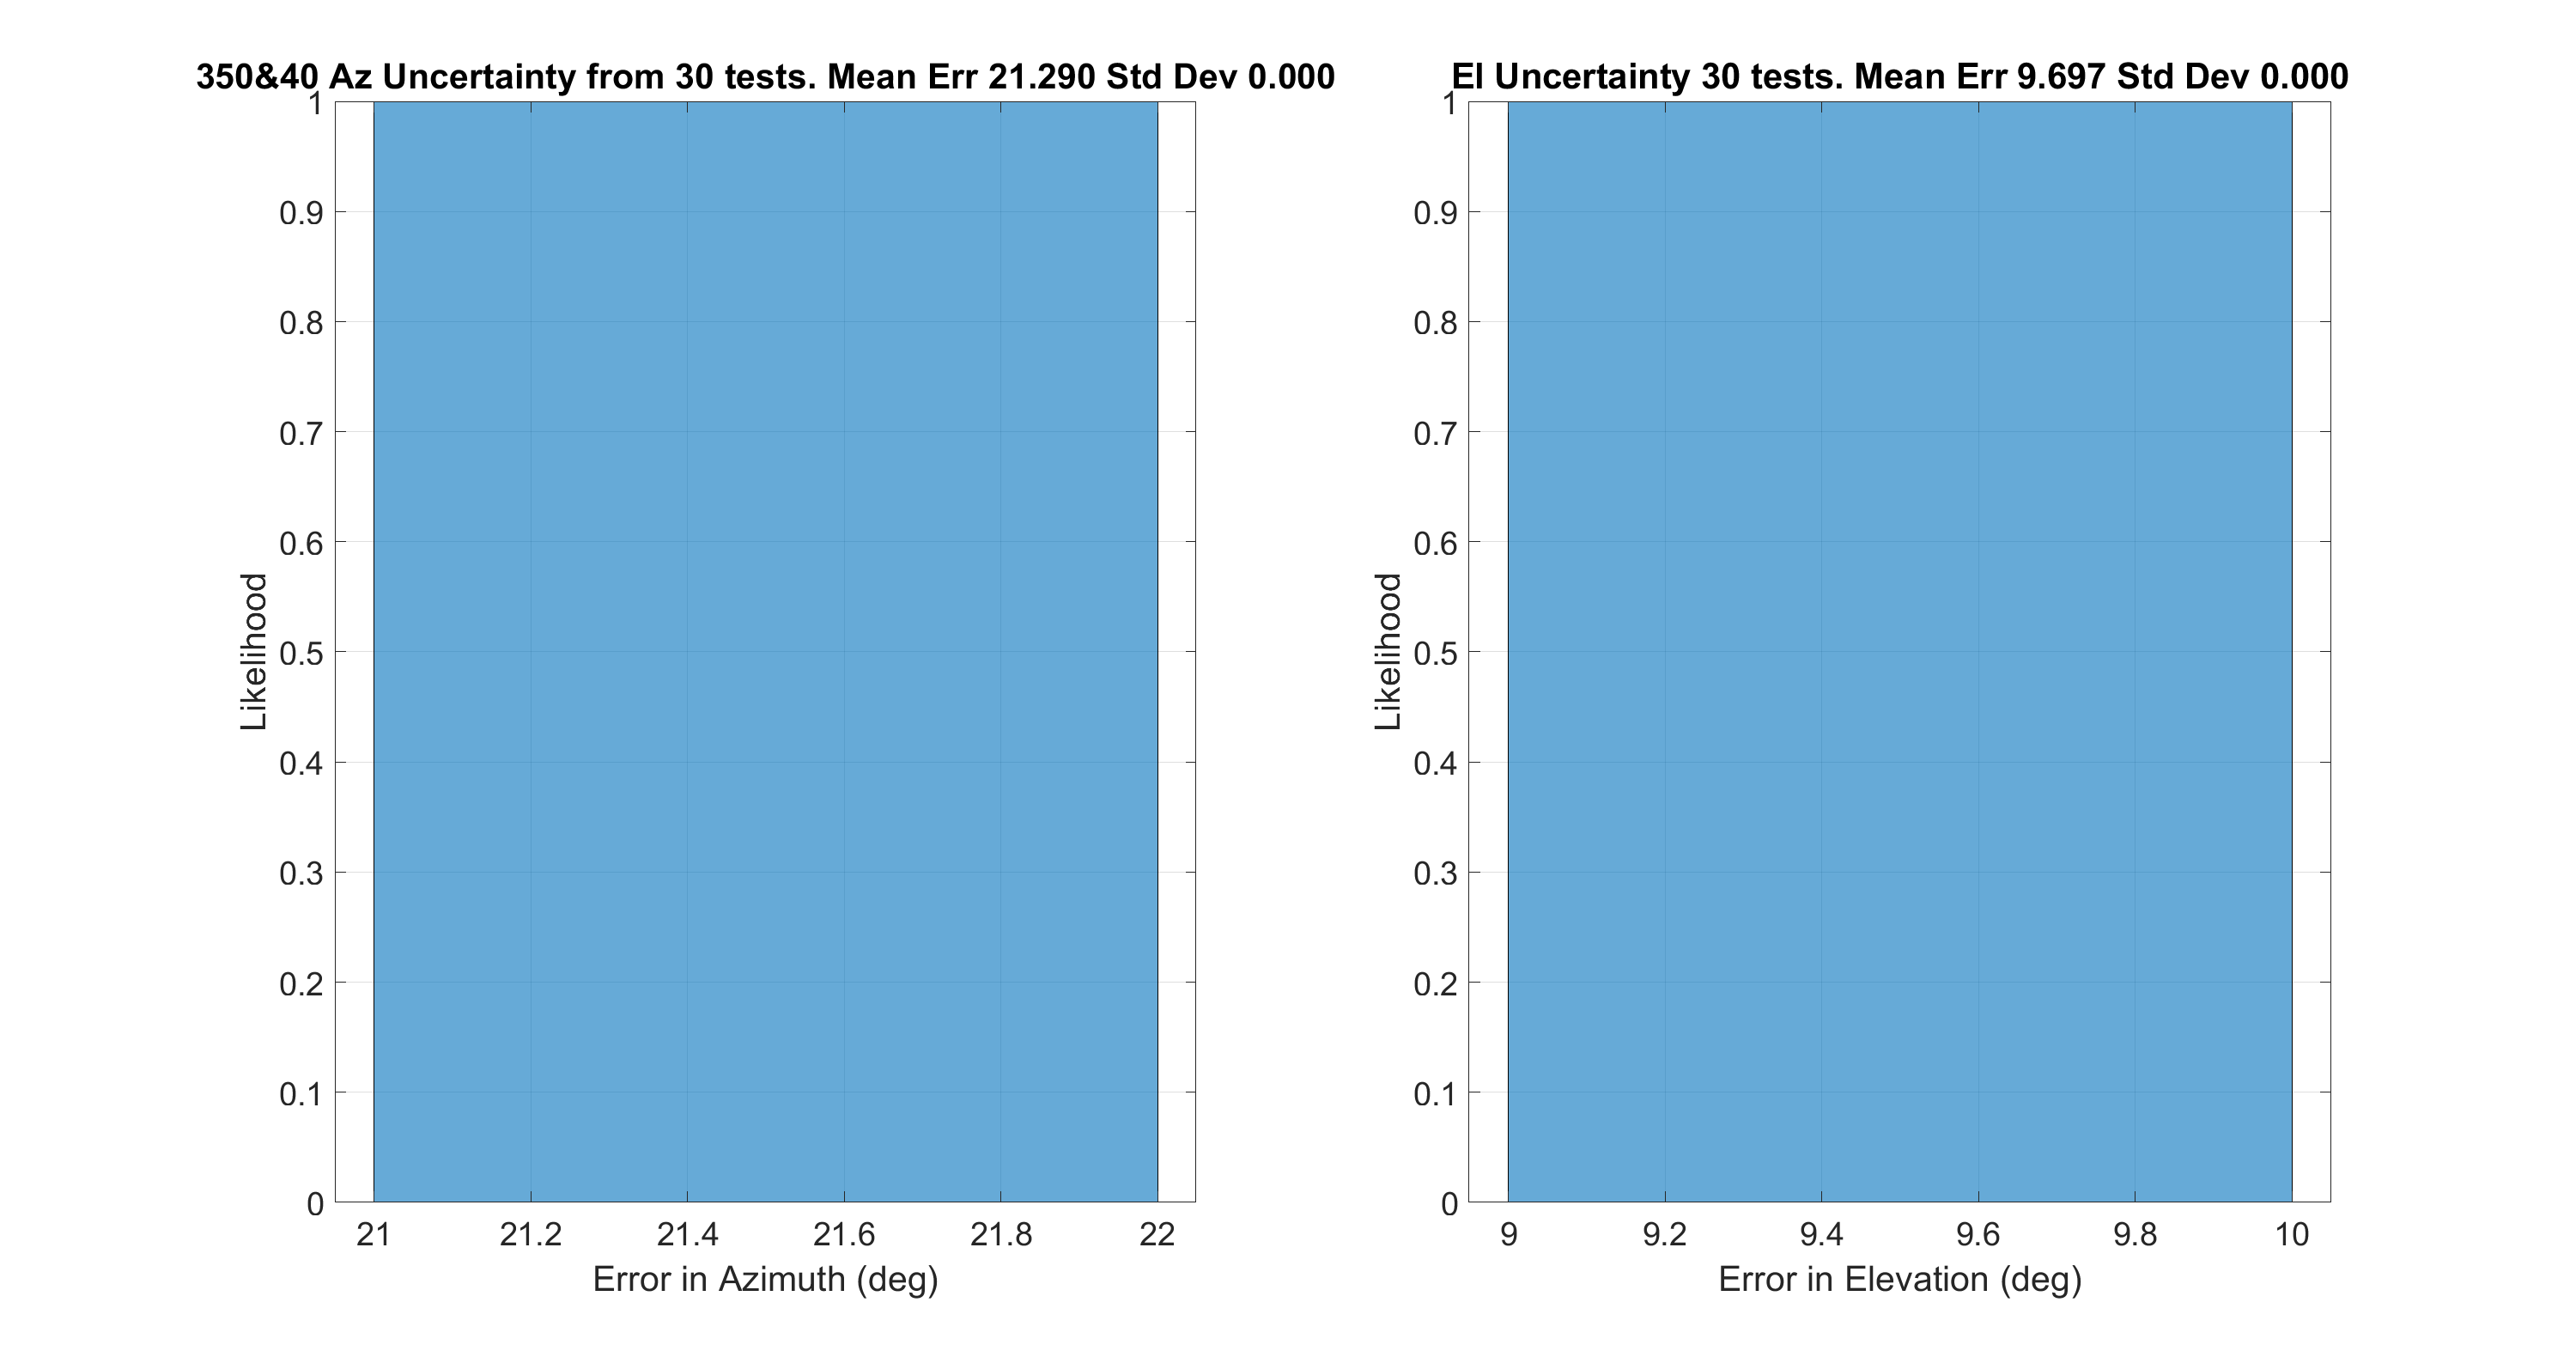 350&40 Az Uncertainty from 30 tests. Mean Err 21.290 Std Dev 0.000
1
0.9
0.8
0.7
0.6
0.5
0.4
0.3
0.2
0.1
0
Likelihood
21 21.2 21.4 21.6 21.8 22
Error in Azimuth (deg)
El Uncertainty 30 tests. Mean Err 9.697 Std Dev 0.000
1
0.9
0.8
0.7
0.6
0.5
0.4
0.3
0.2
0.1
0
Likelihood
9 9.2 9.4 9.6 9.8 10
Error in Elevation (deg)